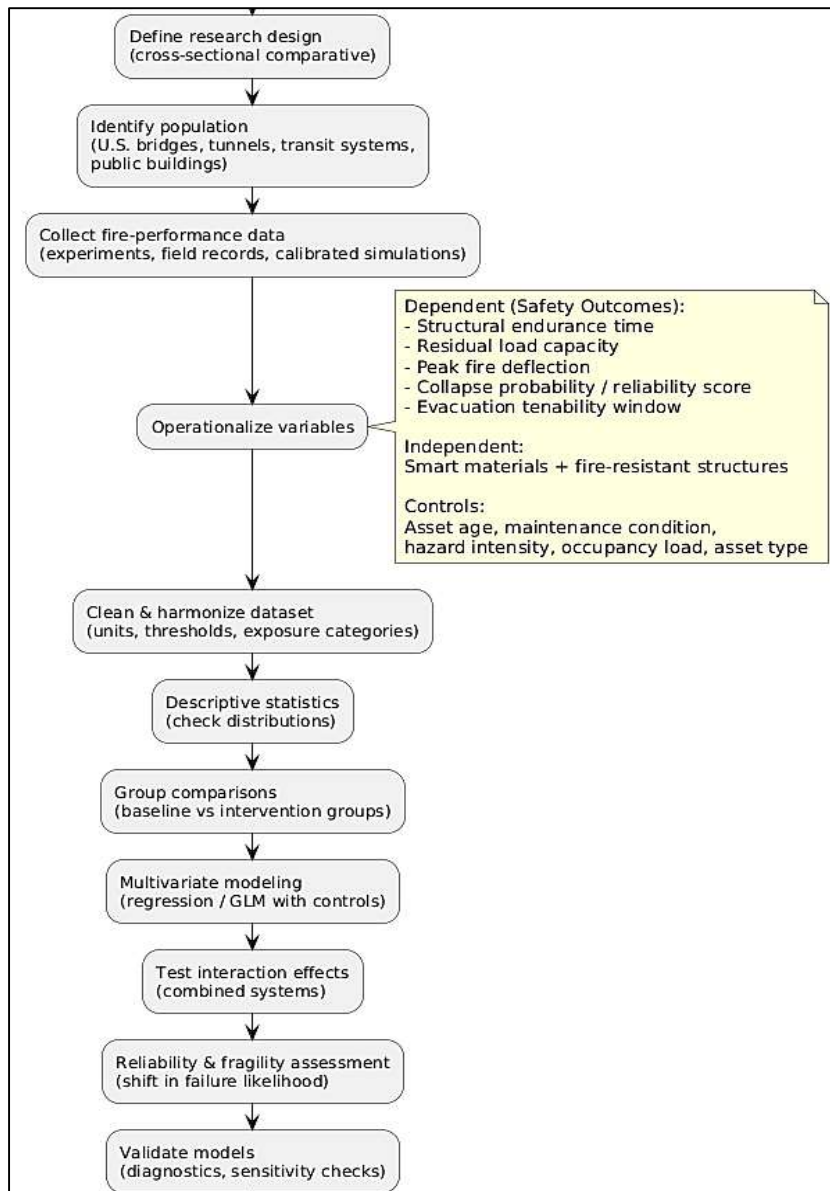 Define research design
(cross-sectional comparative)
Identify population
(U.S. bridges, tunnels, transit systems,
public buildings)
Collect fire-performance data
(experiments, field records, calibrated simulations)
Dependent (Safety Outcomes):
- Structural endurance time
- Residual load capacity
- Peak fire deflection
- Collapse probability / reliability score
- Evacuation tenability window
Independent:
Smart materials + fire-resistant structures
Controls:
Asset age, maintenance condition,
hazard intensity, occupancy load, asset type
Operationalize variables
Clean & harmonize dataset
(units, thresholds, exposure categories)
Descriptive statistics
(check distributions)
Group comparisons
(baseline vs intervention groups)
Multivariate modeling
(regression / GLM with controls)
Test interaction effects
(combined systems)
Reliability & fragility assessment
(shift in failure likelihood)
Validate models
(diagnostics, sensitivity checks)